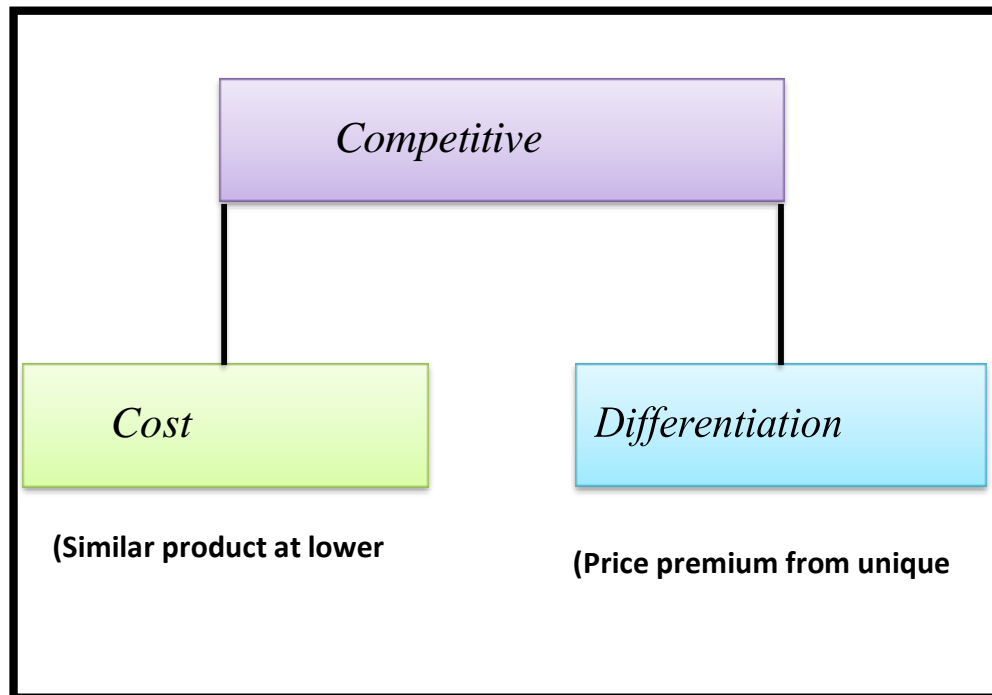 Competitive
Cost
Differentiation
(Similar product at lower
(Price premium from unique